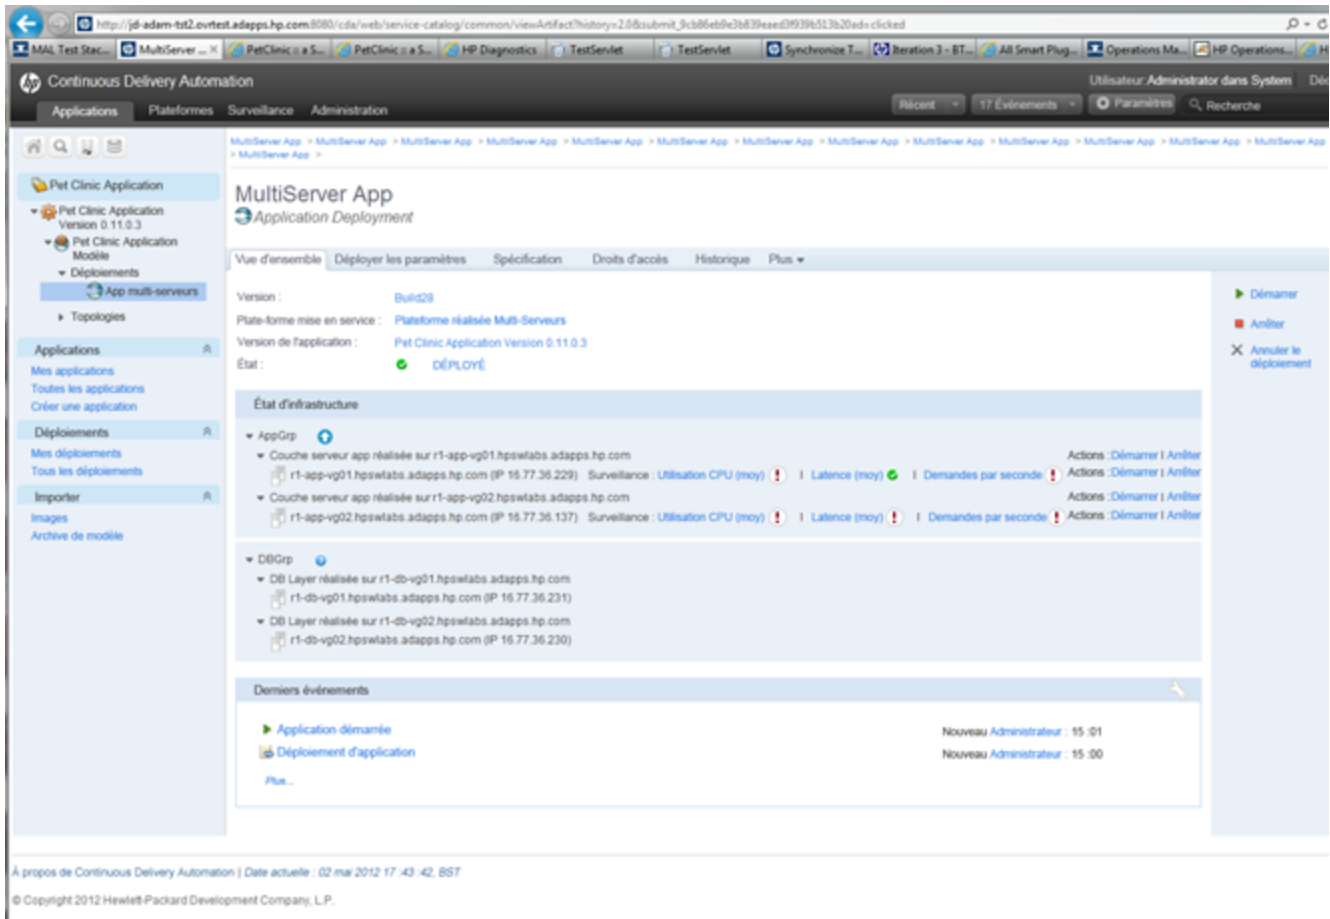 http://jd-adam-tst2.ovrtest.adapps.hp.com:8080/cda/web/service-catalog/common/viewArtifact?history=2.0&submit_9cb86eb9e3b839eaed3f939b513b20ad=clicked
MAL Test Stac... MultiServer ... PetClinic :: a S... PetClinic :: a S... HP Diagnostics TestServlet TestServlet Synchronize T... Iteration 3 - BT... All Smart Plug... Operations Ma... HP Operations...
hp Continuous Delivery Automation Utilisateur:Administrator dans System
Applications Plateformes Surveillance Administration Récent 17 Événements Paramètres Recherche
MultiServer App > MultiServer App > MultiServer App > MultiServer App > MultiServer App > MultiServer App > MultiServer App > MultiServer App > MultiServer App > MultiServer App > MultiServer App > MultiServer App > MultiServer App
> MultiServer App >
Pet Clinic Application
Pet Clinic Application
Version 0.11.0.3
Pet Clinic Application
Modèle
Déploiements
App multi-serveurs
Topologies
Applications
Mes applications
Toutes les applications
Créer une application
Déploiements
Mes déploiements
Tous les déploiements
Importer
Images
Archive de modèle
MultiServer App
Application Deployment
Vue d'ensemble Déployer les paramètres Spécification Droits d'accès Historique Plus
Version : Build28
Plate-forme mise en service : Plateforme réalisée Multi-Serveurs
Version de l'application : Pet Clinic Application Version 0.11.0.3
État : DÉPLOYÉ
Démarrer
Arrêter
Annuler le
déploiement
État d'infrastructure
AppGrp
Couche serveur app réalisée sur r1-app-vg01.hpswlabs.adapps.hp.com Actions :Démarrer I Arrêter
r1-app-vg01.hpswlabs.adapps.hp.com (IP 16.77.36.229) Surveillance : Utilisation CPU (moy) I Latence (moy) I Demandes par seconde Actions :Démarrer I Arrêter
Couche serveur app réalisée sur r1-app-vg02.hpswlabs.adapps.hp.com Actions :Démarrer I Arrêter
r1-app-vg02.hpswlabs.adapps.hp.com (IP 16.77.36.137) Surveillance : Utilisation CPU (moy) I Latence (moy) I Demandes par seconde Actions :Démarrer I Arrêter
DBGrp
DB Layer réalisée sur r1-db-vg01.hpswlabs.adapps.hp.com
r1-db-vg01.hpswlabs.adapps.hp.com (IP 16.77.36.231)
DB Layer réalisée sur r1-db-vg02.hpswlabs.adapps.hp.com
r1-db-vg02.hpswlabs.adapps.hp.com (IP 16.77.36.230)
Derniers événements
Application démarrée Nouveau Administrateur : 15 :01
Déploiement d'application Nouveau Administrateur : 15 :00
Plus...
À propos de Continuous Delivery Automation | Date actuelle : 02 mai 2012 17 :43 :42, BST
© Copyright 2012 Hewlett-Packard Development Company, L.P.